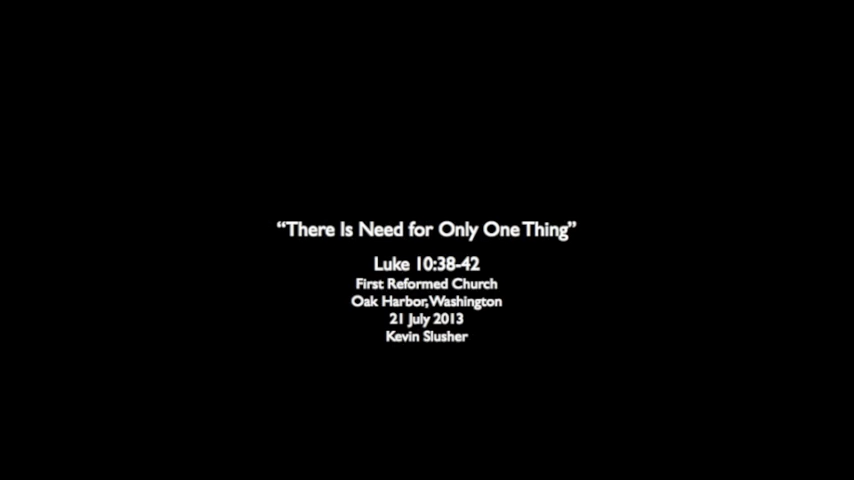 “There Is Need for Only One Thing”
Luke 10:38-42
First Reformed Church
Oak Harbor, Washington
21 July 2013
Kevin Slusher